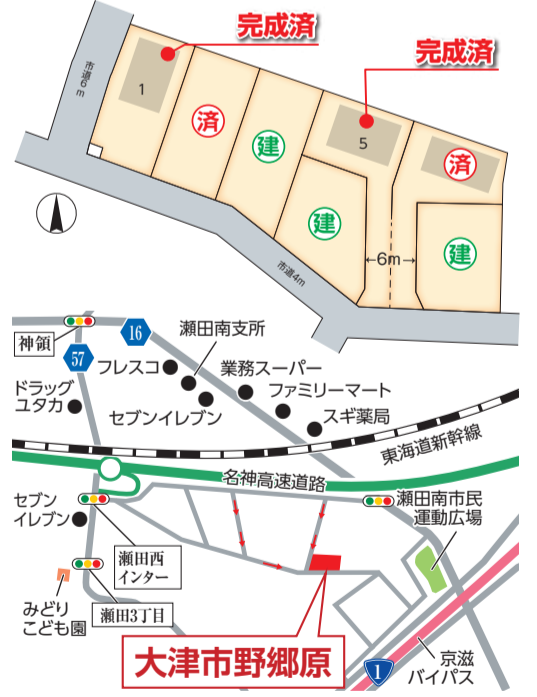 完成済
完成済
市道6m
1
済
建
5
済
建
建
←6m→
市道4m
神領
16
57
瀬田南支所
フレスコ
業務スーパー
ドラッグ
ユタカ
ファミリーマート
セブンイレブン
スギ薬局
東海道新幹線
名神高速道路
セブン
イレブン
瀬田南市民
運動広場
瀬田西
インター
みどり
こども園
瀬田3丁目
大津市野郷原
1
京滋
バイパス